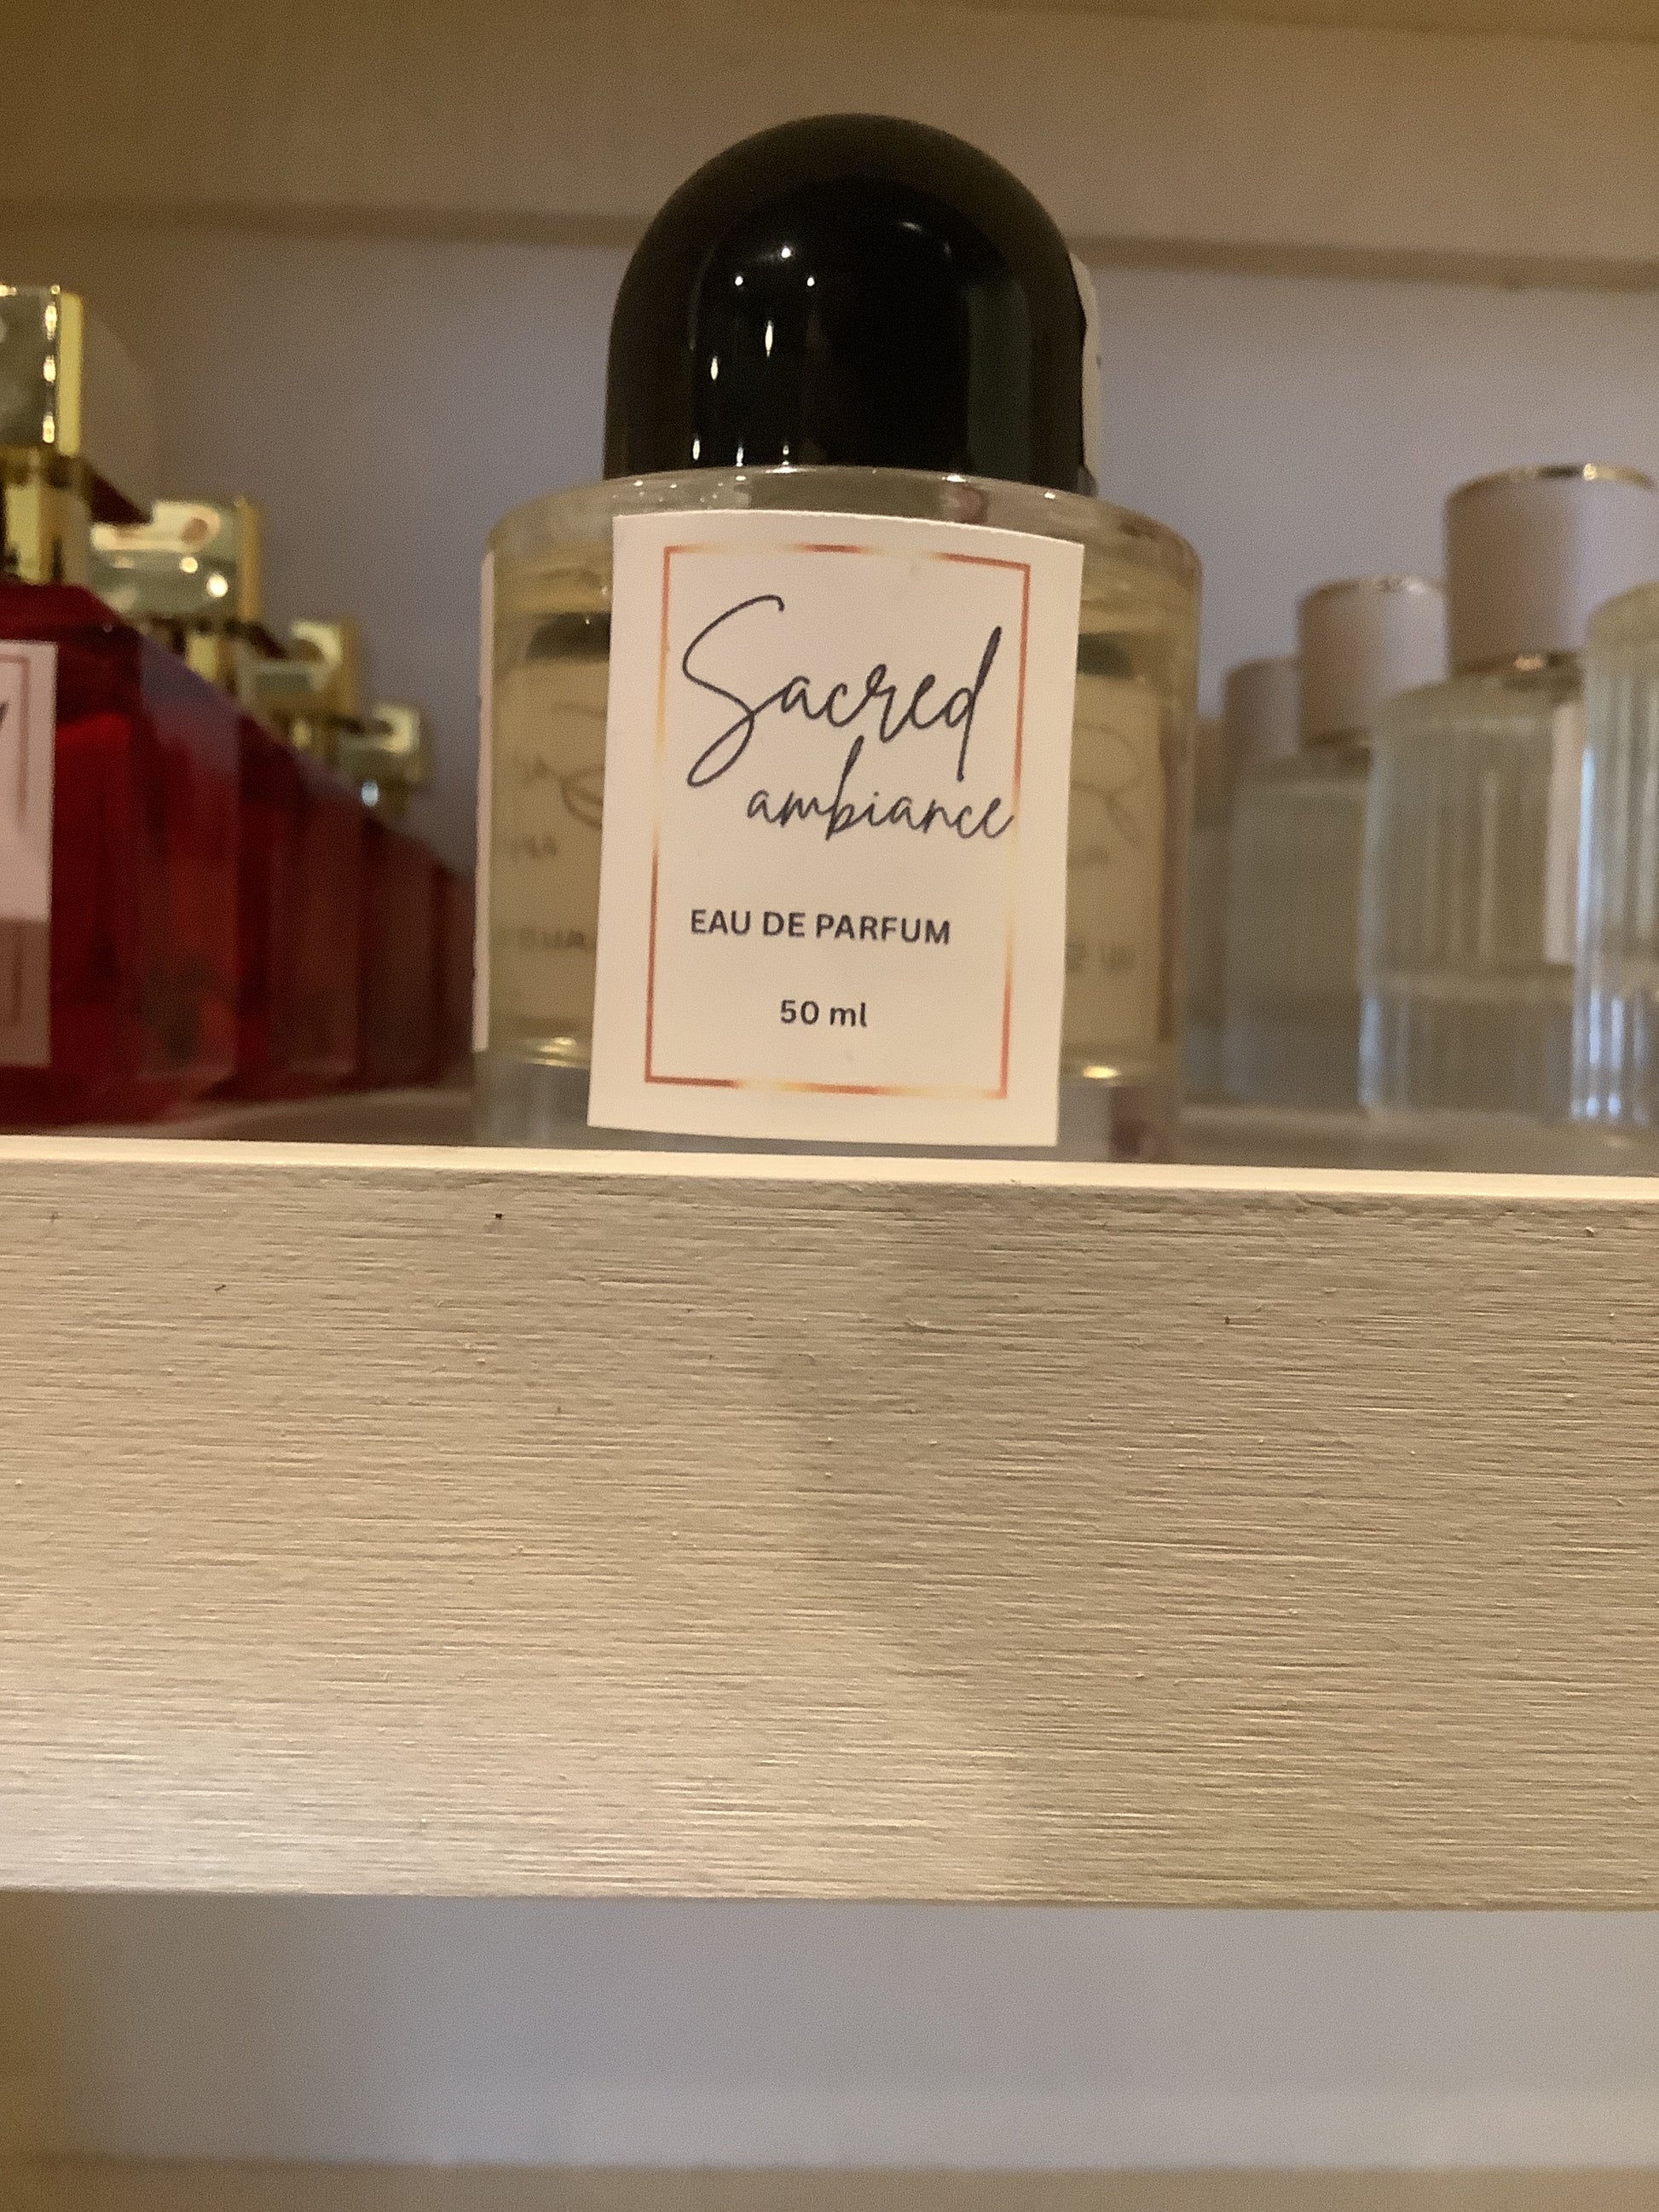 Sacred
ambiance
EAU DE PARFUM
50 ml